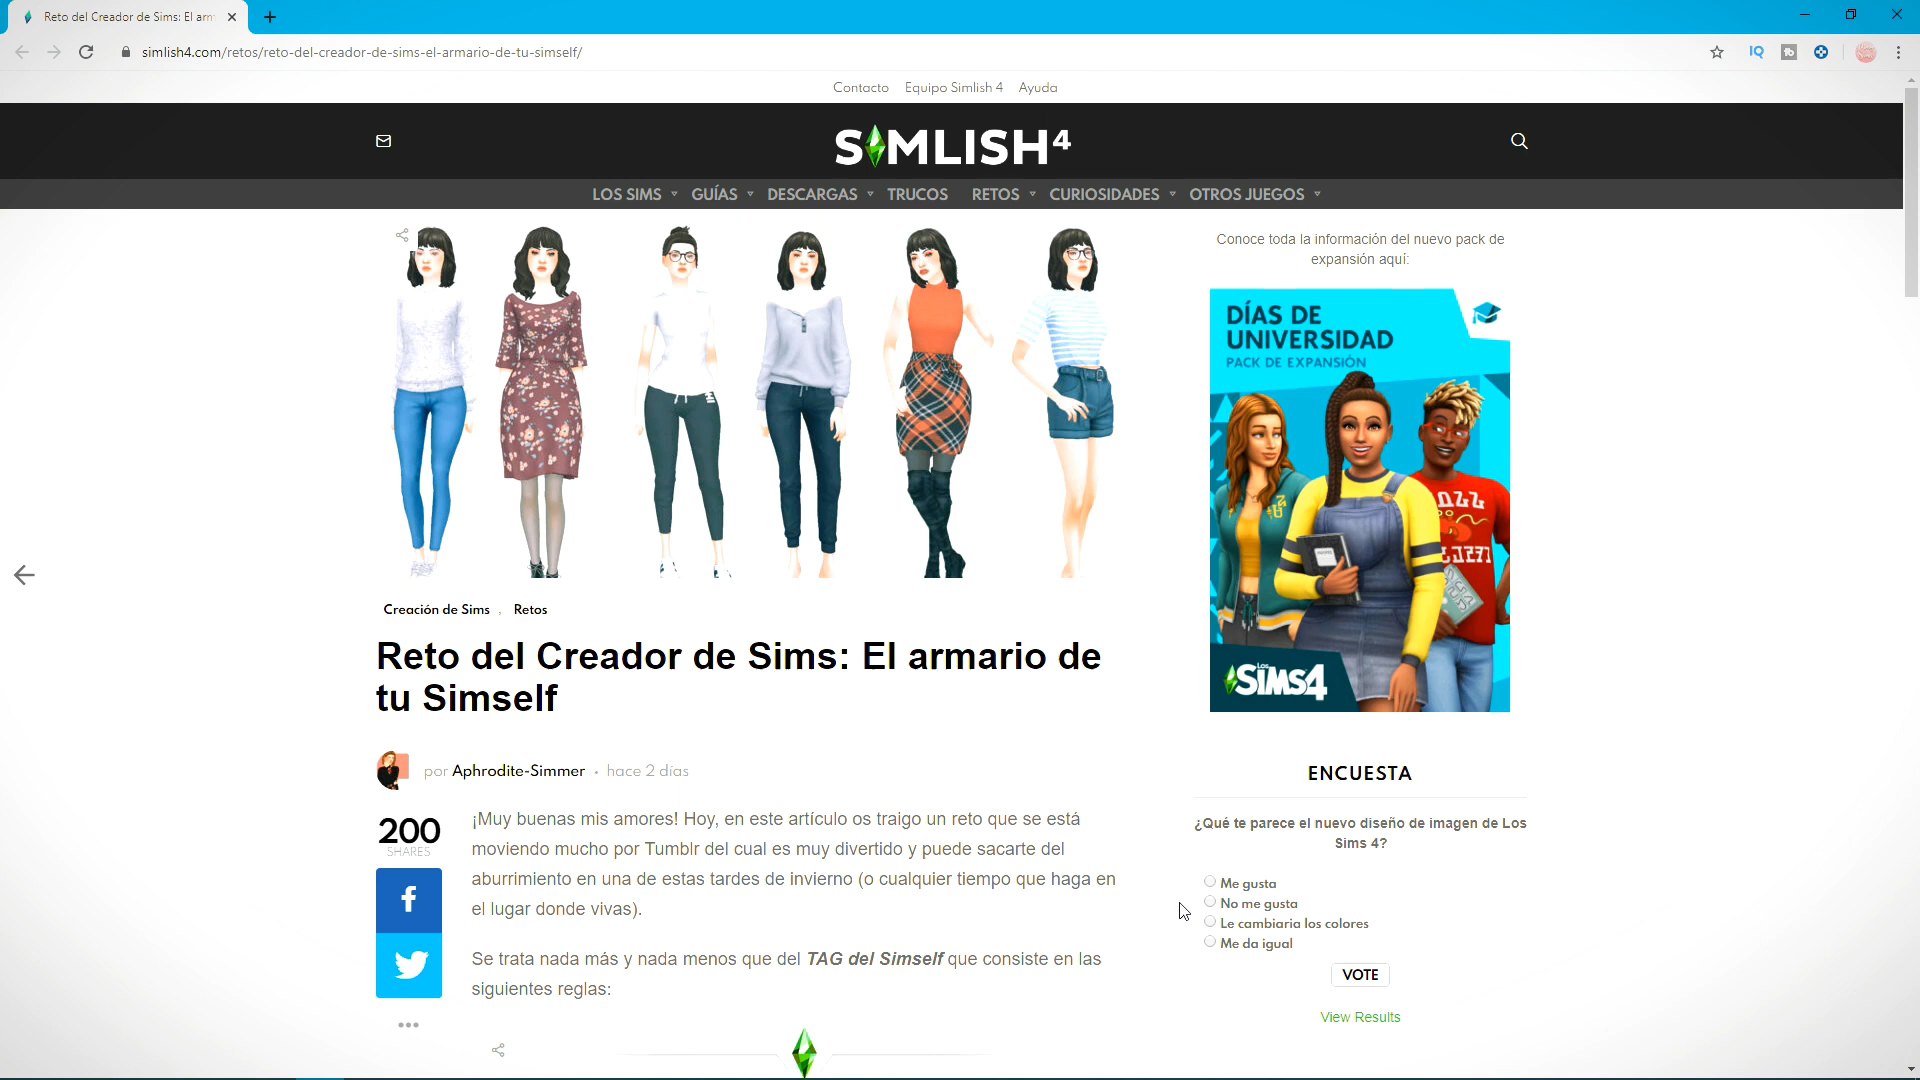 Reto del Creador de Sims: El arm
simlish4.com/retos/reto-del-creador-de-sims-el-armario-de-tu-simself/
IQ
Contacto Equipo Simlish 4 Ayuda
SIMLISH4
LOS SIMS GUÍAS DESCARGAS TRUCOS RETOS CURIOSIDADES OTROS JUEGOS
Conoce toda la información del nuevo pack de
expansión aquí:
DÍAS DE
UNIVERSIDAD
PACK DE EXPANSIÓN
Los
SIMS4
Creación de Sims , Retos
Reto del Creador de Sims: El armario de
tu Simself
por Aphrodite-Simmer · hace 2 días
200
SHARES
¡Muy buenas mis amores! Hoy, en este artículo os traigo un reto que se está
moviendo mucho por Tumblr del cual es muy divertido y puede sacarte del
aburrimiento en una de estas tardes de invierno (o cualquier tiempo que haga en
el lugar donde vivas).
Se trata nada más y nada menos que del TAG del Simself que consiste en las
siguientes reglas:
ENCUESTA
¿Qué te parece el nuevo diseño de imagen de Los
Sims 4?
Me gusta
No me gusta
Le cambiaria los colores
Me da igual
VOTE
View Results